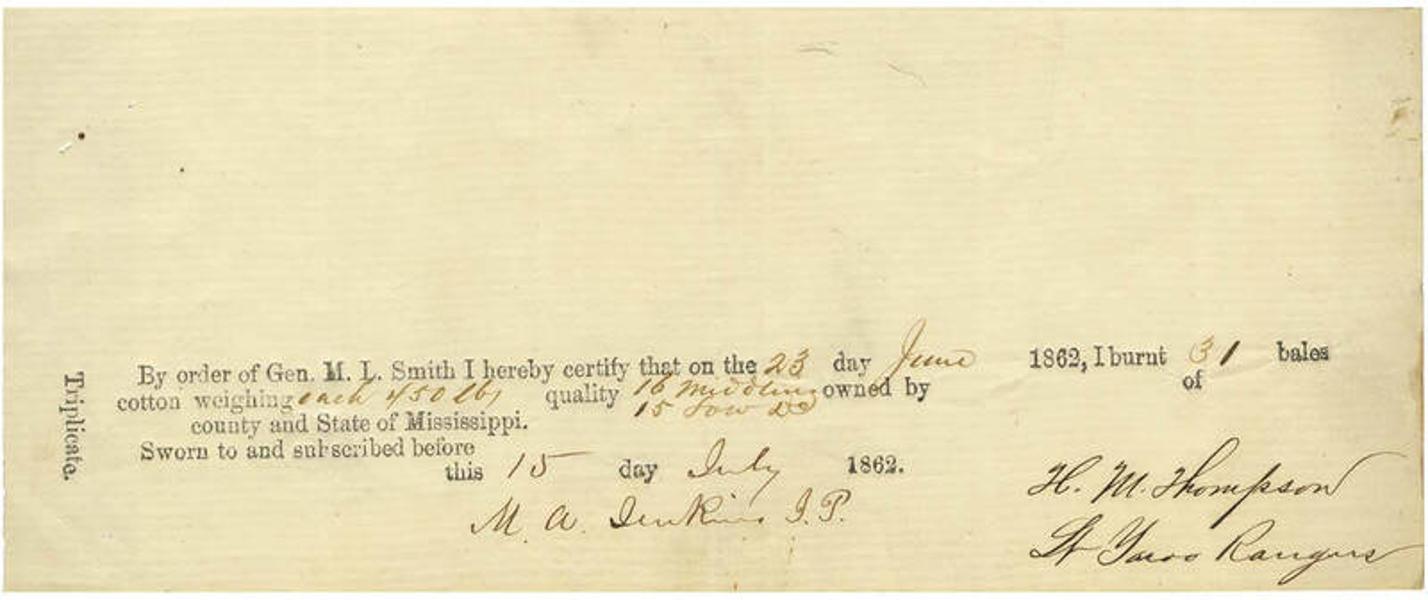 By order of Gen. M. L. Smith I hereby certify that on the 23 day June 1862, I burnt 31 bales
cotton weighing each 450 lbs quality 16 Middling owned by of
15 Low Do
county and State of Mississippi.
Sworn to and subscribed before
this 15 day July 1862.
M. A. Jenkins J.P.
H. M. Thompson
Lt Yazoo Rangers
Triplicate.